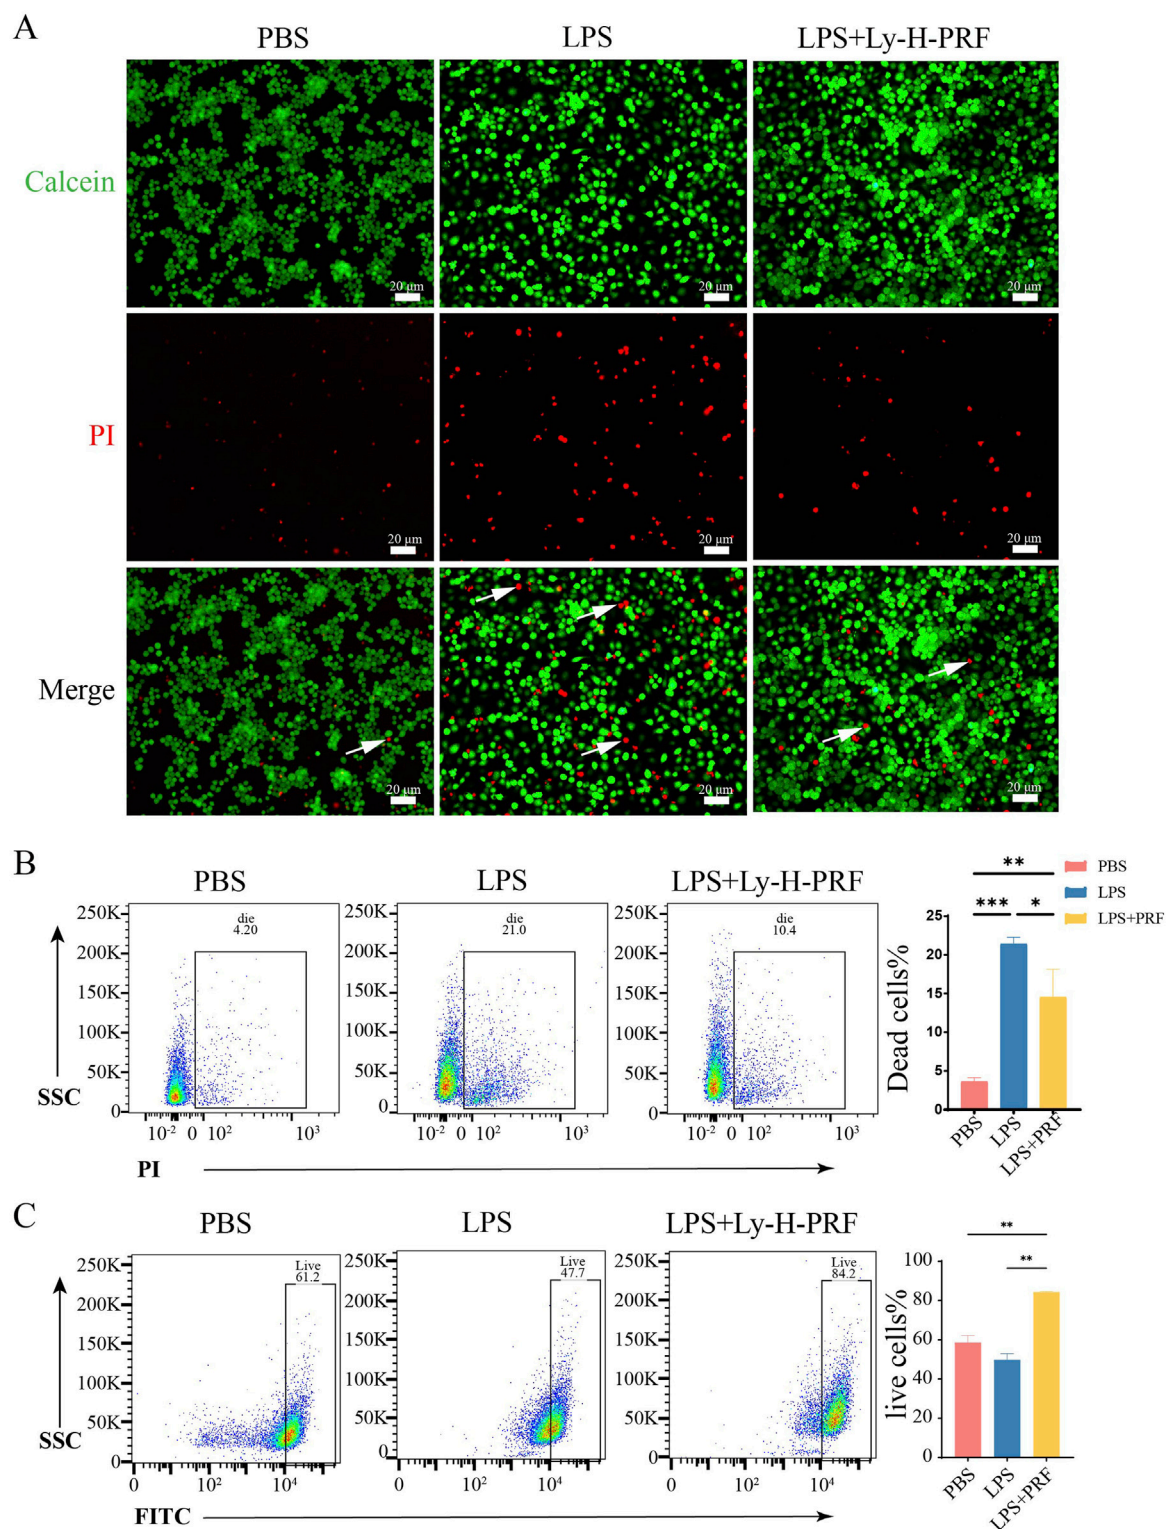 A
PBS LPS LPS+Ly-H-PRF
Calcein
20 μm 20 μm 20 μm
PI
20 μm 20 μm 20 μm
Merge
20 μm 20 μm 20 μm
B
PBS LPS LPS+Ly-H-PRF
250K 200K 150K 100K 50K 0
die
4.20
10⁻² 0 10² 10³
250K 200K 150K 100K 50K 0
die
21.0
10⁻² 0 10² 10³
250K 200K 150K 100K 50K 0
die
10.4
10⁻² 0 10² 10³
SSC
PI
PBS
LPS
LPS+PRF
**
*** *
Dead cells%
25
20
15
10
5
0
PBS LPS LPS+PRF
C
PBS LPS LPS+Ly-H-PRF
250K 200K 150K 100K 50K 0
Live
61.2
0 10² 10⁴
250K 200K 150K 100K 50K 0
Live
47.7
0 10² 10⁴
250K 200K 150K 100K 50K 0
Live
84.2
0 10² 10⁴
SSC
FITC
**
**
live cells%
100
80
60
40
20
0
PBS LPS LPS+PRF